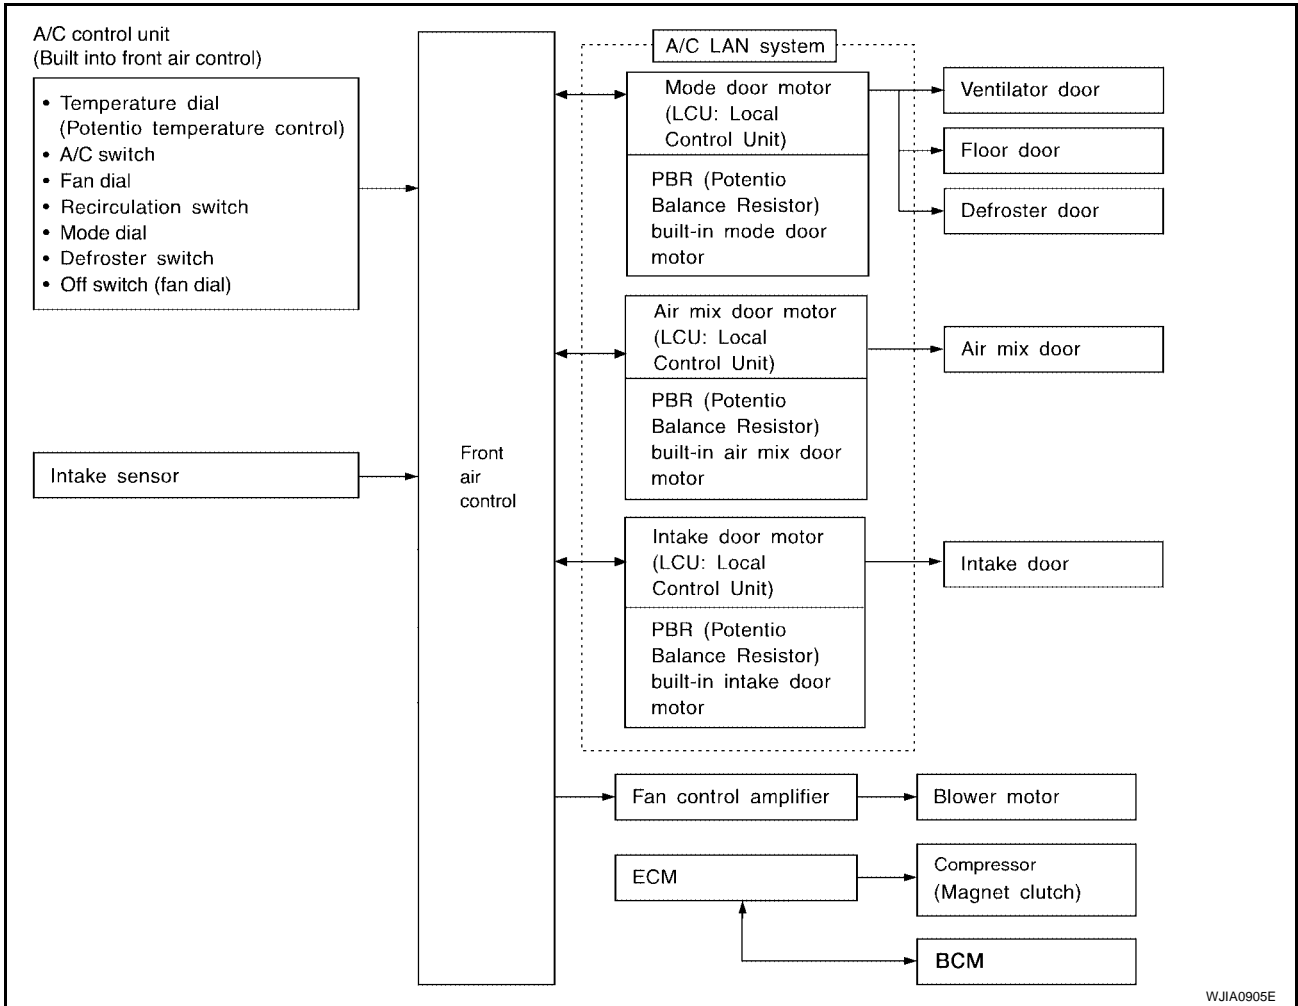 A/C control unit
(Built into front air control)
• Temperature dial
(Potentio temperature control)
• A/C switch
• Fan dial
• Recirculation switch
• Mode dial
• Defroster switch
• Off switch (fan dial)
Intake sensor
Front
air
control
A/C LAN system
Mode door motor
(LCU: Local
Control Unit)
PBR (Potentio
Balance Resistor)
built-in mode door
motor
Air mix door motor
(LCU: Local
Control Unit)
PBR (Potentio
Balance Resistor)
built-in air mix door
motor
Intake door motor
(LCU: Local
Control Unit)
PBR (Potentio
Balance Resistor)
built-in intake door
motor
Ventilator door
Floor door
Defroster door
Air mix door
Intake door
Fan control amplifier
Blower motor
ECM
Compressor
(Magnet clutch)
BCM
WJIA0905E